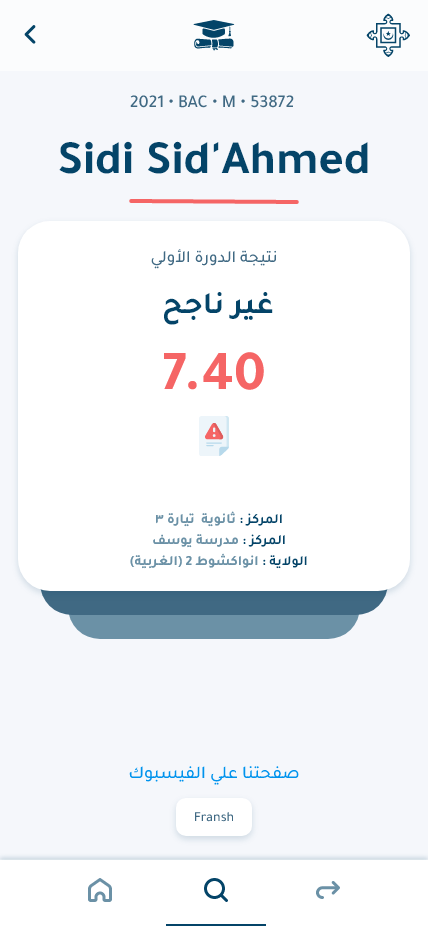 2021 • BAC • M • 53872
Sidi Sid'Ahmed
نتيجة الدورة الأولي
غير ناجح
7.40
المركز : ثانوية تيارة ٣
المركز : مدرسة يوسف
الولاية : انواكشوط 2 (الغربية)
صفحتنا علي الفيسبوك
Fransh